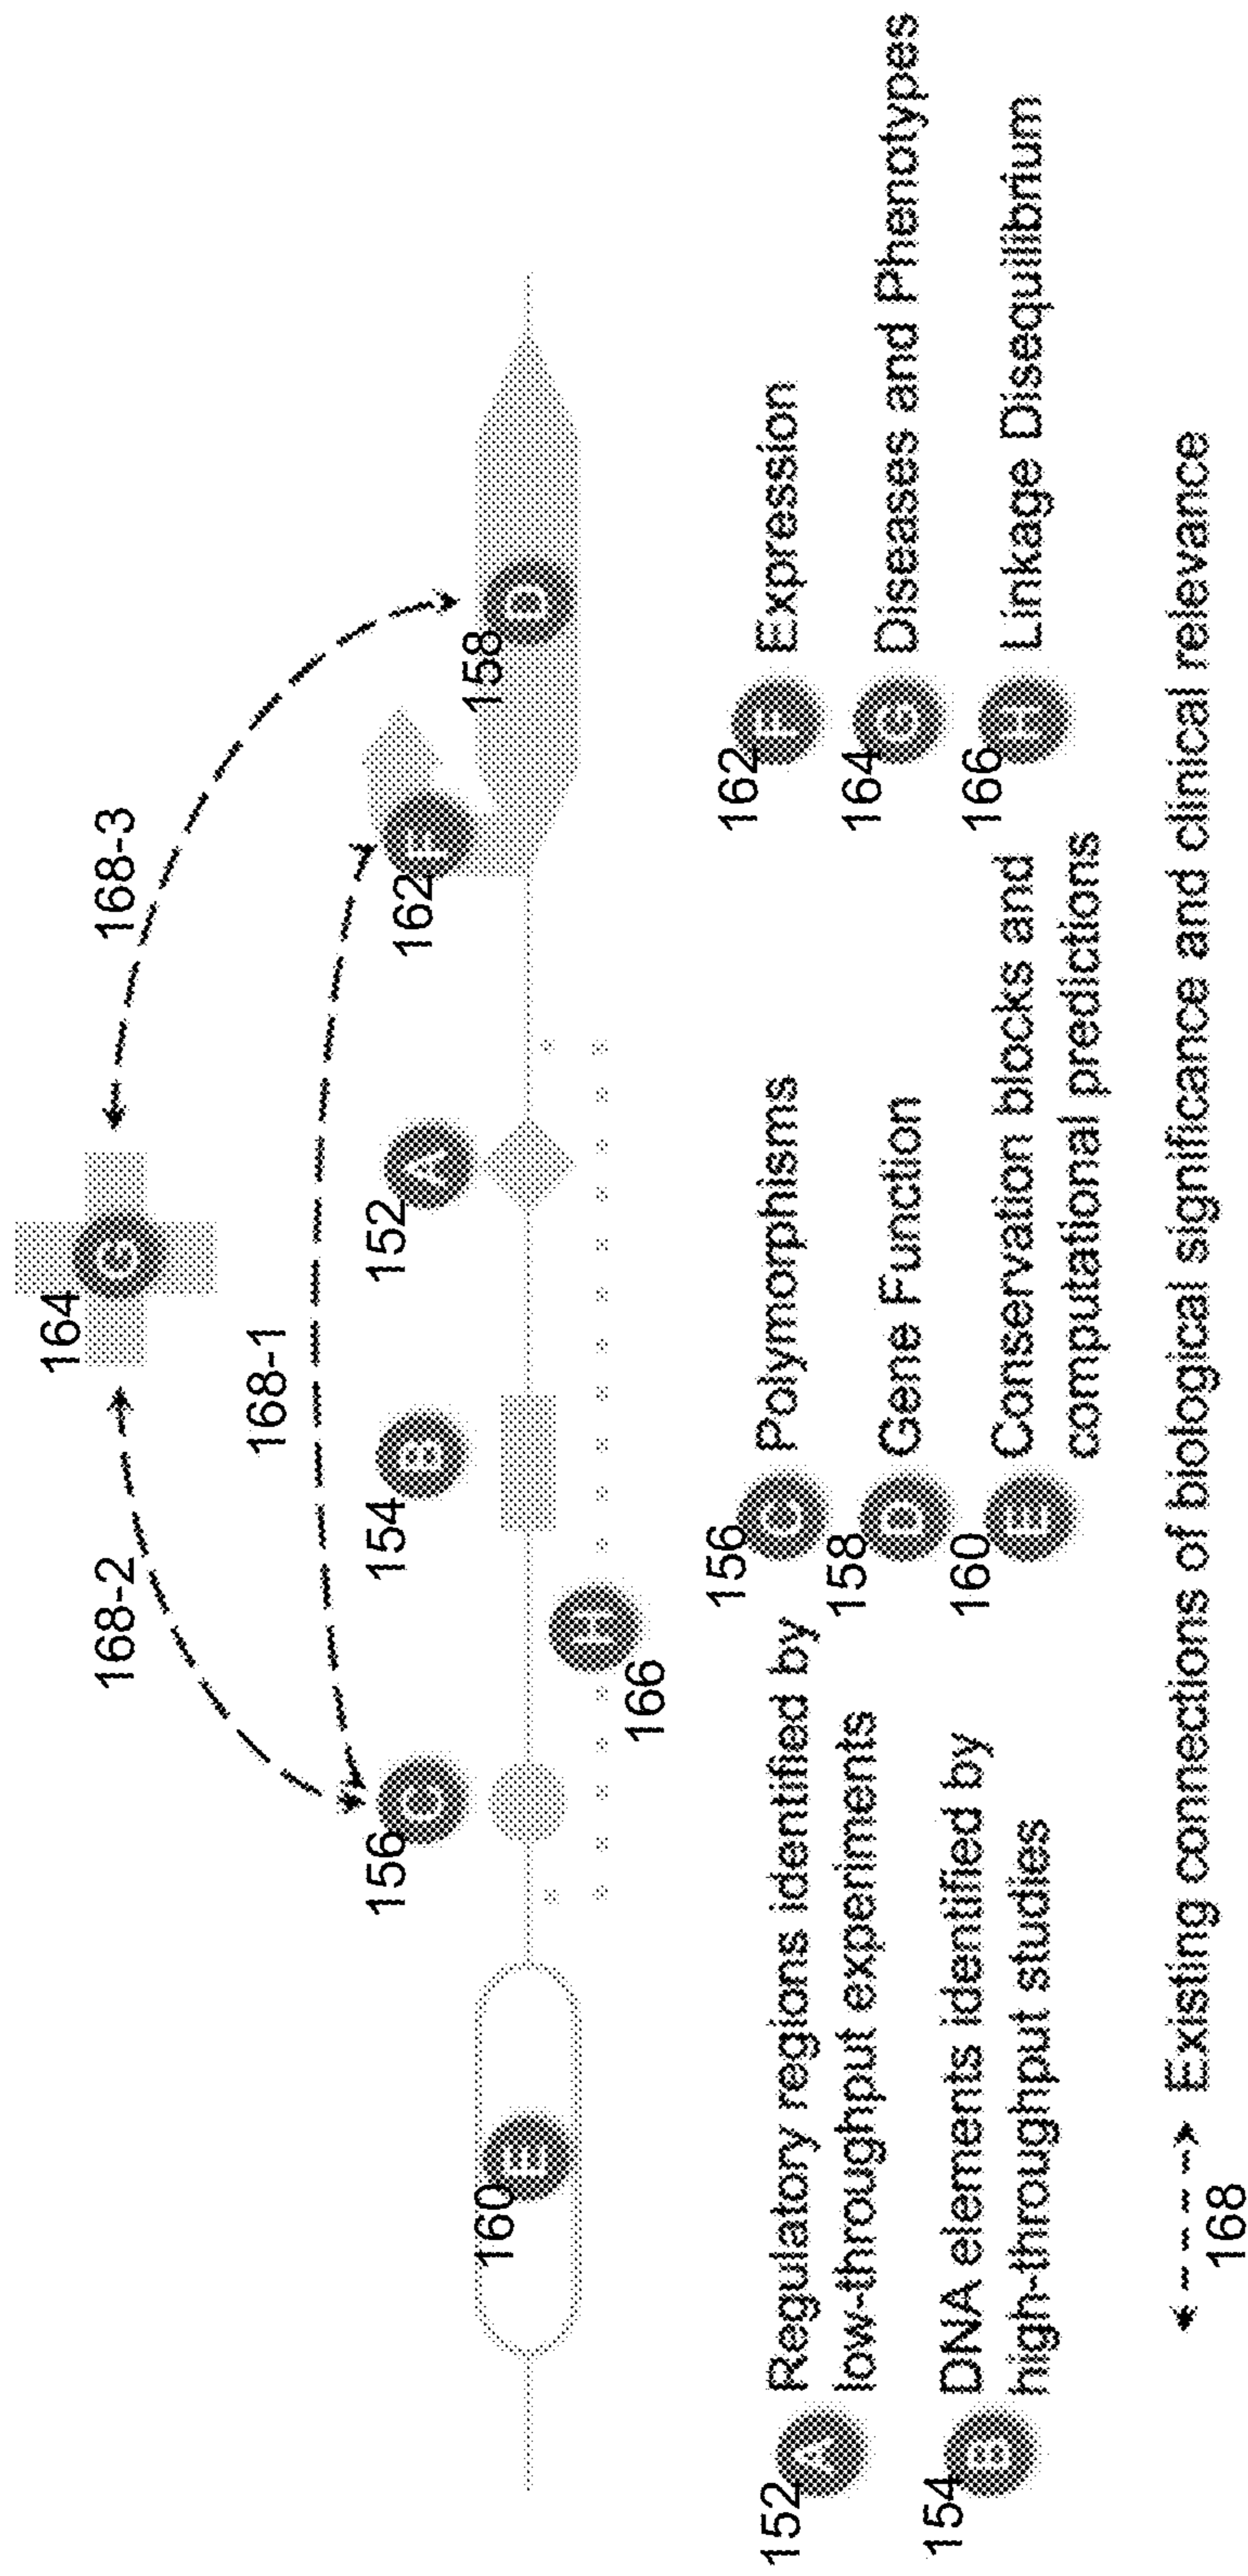 164
G
168-2
168-3
168-1
156
C
154
B
152
A
162
F
160
E
158
D
H
166
152
A
Regulatory regions identified by
low-throughput experiments
154
B
DNA elements identified by
high-throughput studies
156
C
Polymorphisms
158
D
Gene Function
160
E
Conservation blocks and
computational predictions
162
Expression
164
G
Diseases and Phenotypes
166
H
Linkage Disequilibrium
168
Existing connections of biological significance and clinical relevance